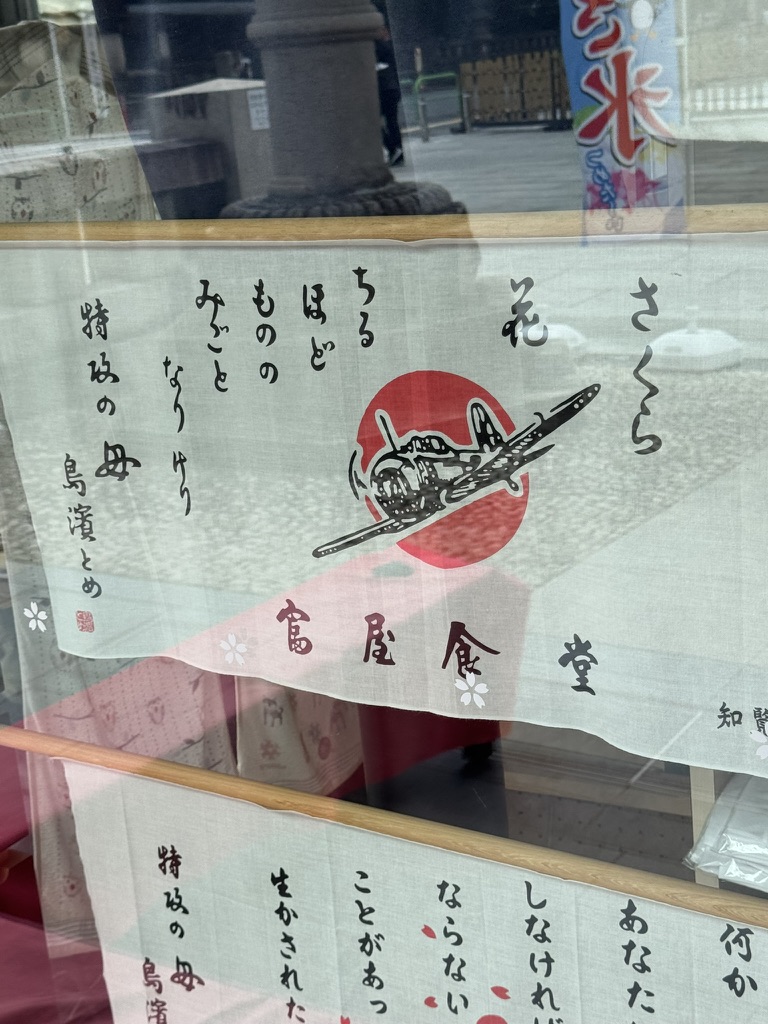 氷
さくら
花
ちる
ほど
ものの
みごと
なりけり
特攻の母
鳥濱とめ
富屋食堂
知覧
何か
あなた
しなければ
ならない
ことがあっ
生かされた
特攻の母
鳥濱